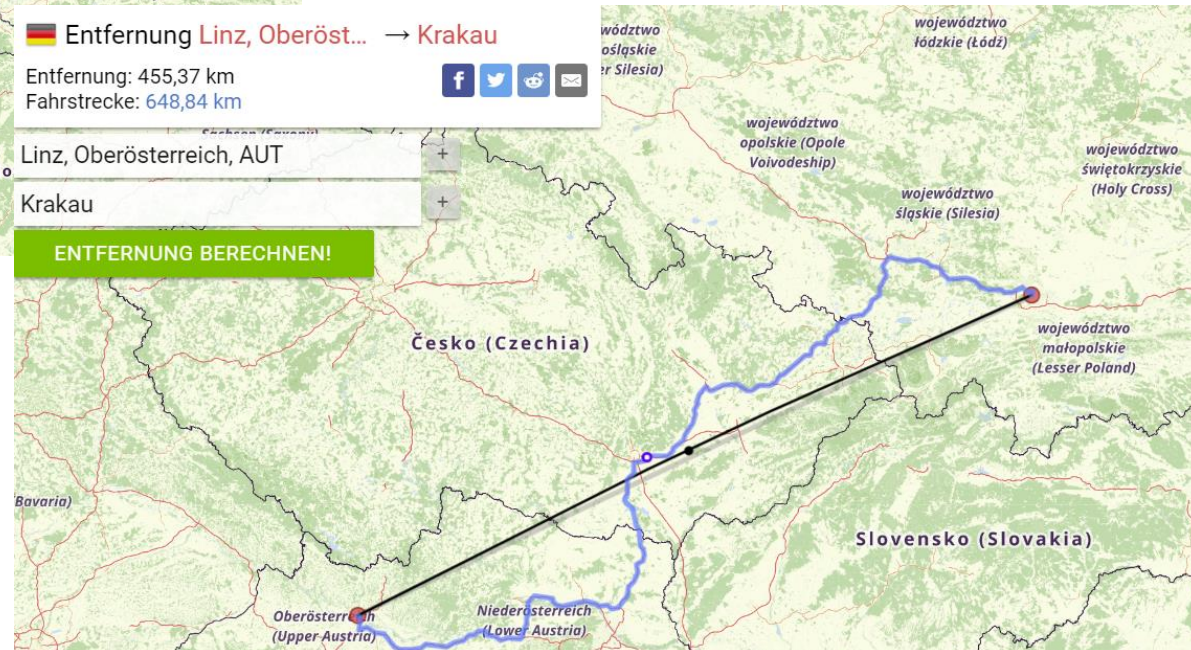 Entfernung Linz, Oberöst... → Krakau
Entfernung: 455,37 km
Fahrstrecke: 648,84 km
f
Linz, Oberösterreich, AUT
+
Krakau
+
ENTFERNUNG BERECHNEN!
województwo
łódzkie (Łódź)
województwo
opolskie (Opole
Voivodeship)
województwo
świętokrzyskie
(Holy Cross)
województwo
śląskie (Silesia)
Česko (Czechia)
województwo
małopolskie
(Lesser Poland)
Bavaria)
Slovensko (Slovakia)
Oberösterreich
(Upper Austria)
Niederösterreich
(Lower Austria)